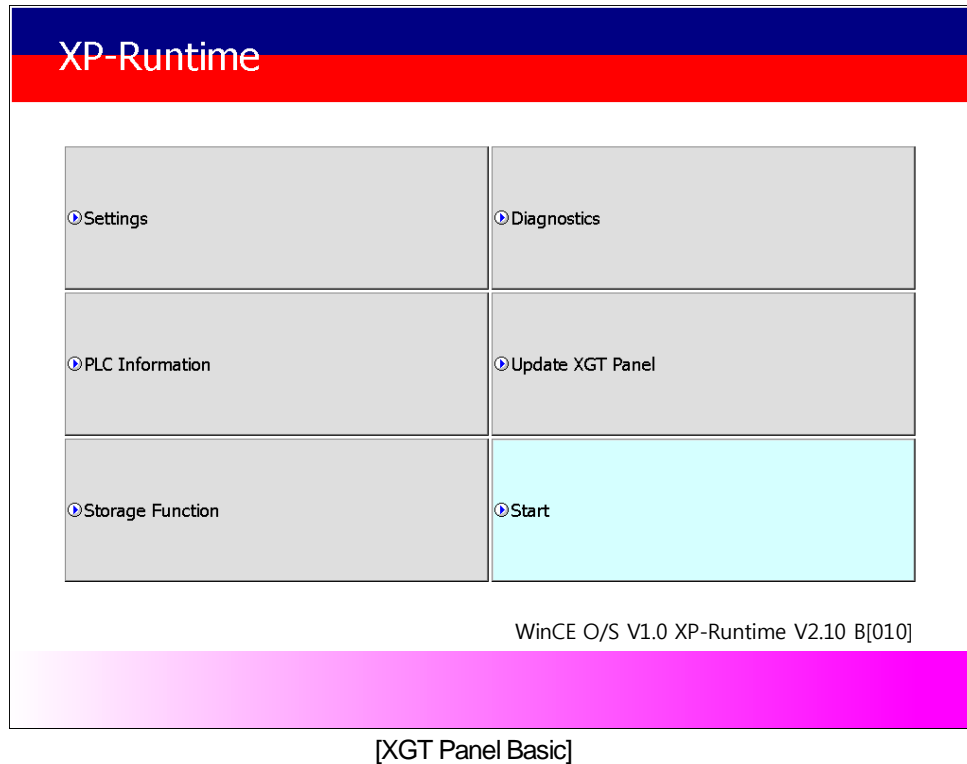 XP-Runtime
Settings
Diagnostics
PLC Information
Update XGT Panel
Storage Function
Start
WinCE O/S V1.0 XP-Runtime V2.10 B[010]
[XGT Panel Basic]